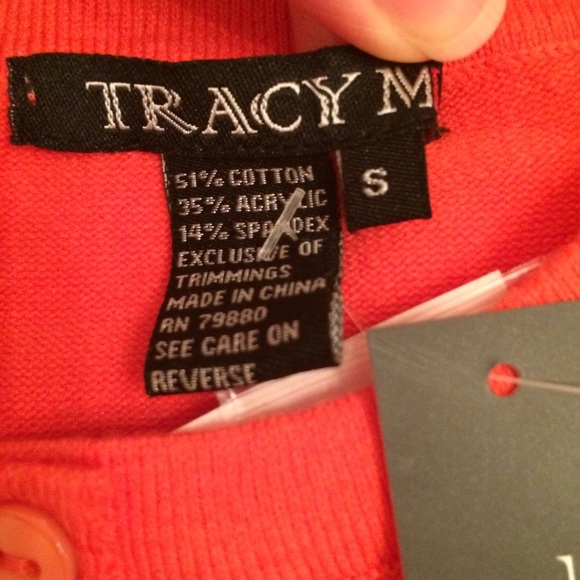 TRACY M
S
51% COTTON
35% ACRYLIC
14% SPANDEX
EXCLUSIVE OF
TRIMMINGS
MADE IN CHINA
RN 79880
SEE CARE ON
REVERSE